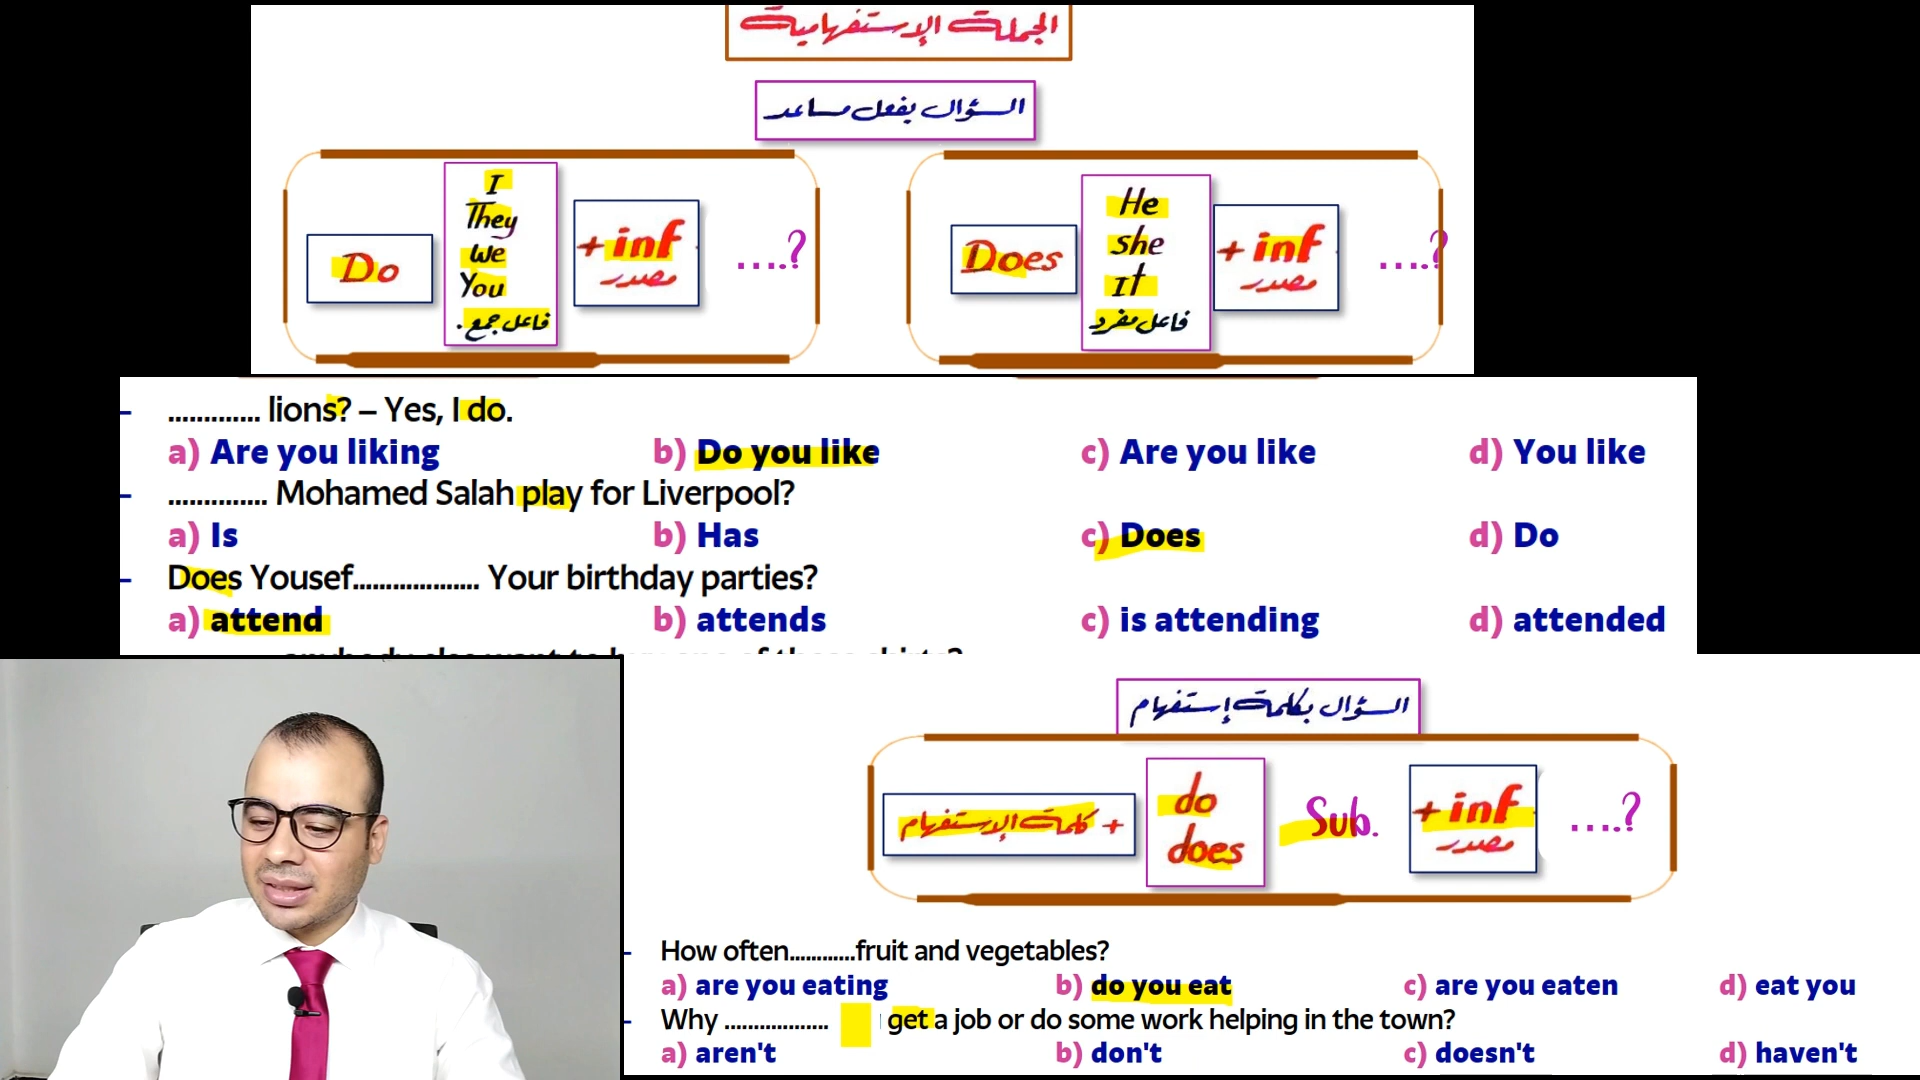 الجملة الإستفهامية
السؤال بفعل مساعد
Do
I
They
We
You
فاعل جمع.
+ inf
مصدر
....?
Does
He
she
It
فاعل مفرد
+ inf
مصدر
....?
- ............. lions? – Yes, I do.
a) Are you liking b) Do you like c) Are you like d) You like
- .............. Mohamed Salah play for Liverpool?
a) Is b) Has c) Does d) Do
- Does Yousef................... Your birthday parties?
a) attend b) attends c) is attending d) attended
السؤال بكلمة إستفهام
كلمة الإستفهام +
do
does
Sub.
+ inf
مصدر
....?
- How often............fruit and vegetables?
a) are you eating b) do you eat c) are you eaten d) eat you
- Why .................. get a job or do some work helping in the town?
a) aren't b) don't c) doesn't d) haven't